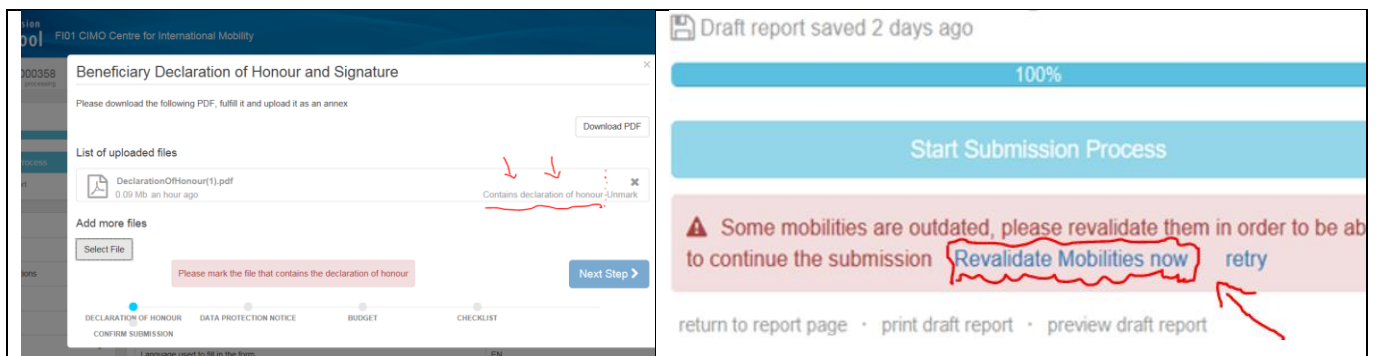 FI01 CIMO Centre for International Mobility
000358
processing
Beneficiary Declaration of Honour and Signature
×
Please download the following PDF, fulfill it and upload it as an annex
Download PDF
List of uploaded files
DeclarationOfHonour(1).pdf
0.09 Mb an hour ago
Contains declaration of honour Unmark
Add more files
Select File
Please mark the file that contains the declaration of honour
Next Step
DECLARATION OF HONOUR DATA PROTECTION NOTICE BUDGET CHECKLIST
CONFIRM SUBMISSION
Language used to fill in the form EN
Draft report saved 2 days ago
100%
Start Submission Process
Some mobilities are outdated, please revalidate them in order to be ab
to continue the submission Revalidate Mobilities now retry
return to report page · print draft report · preview draft report